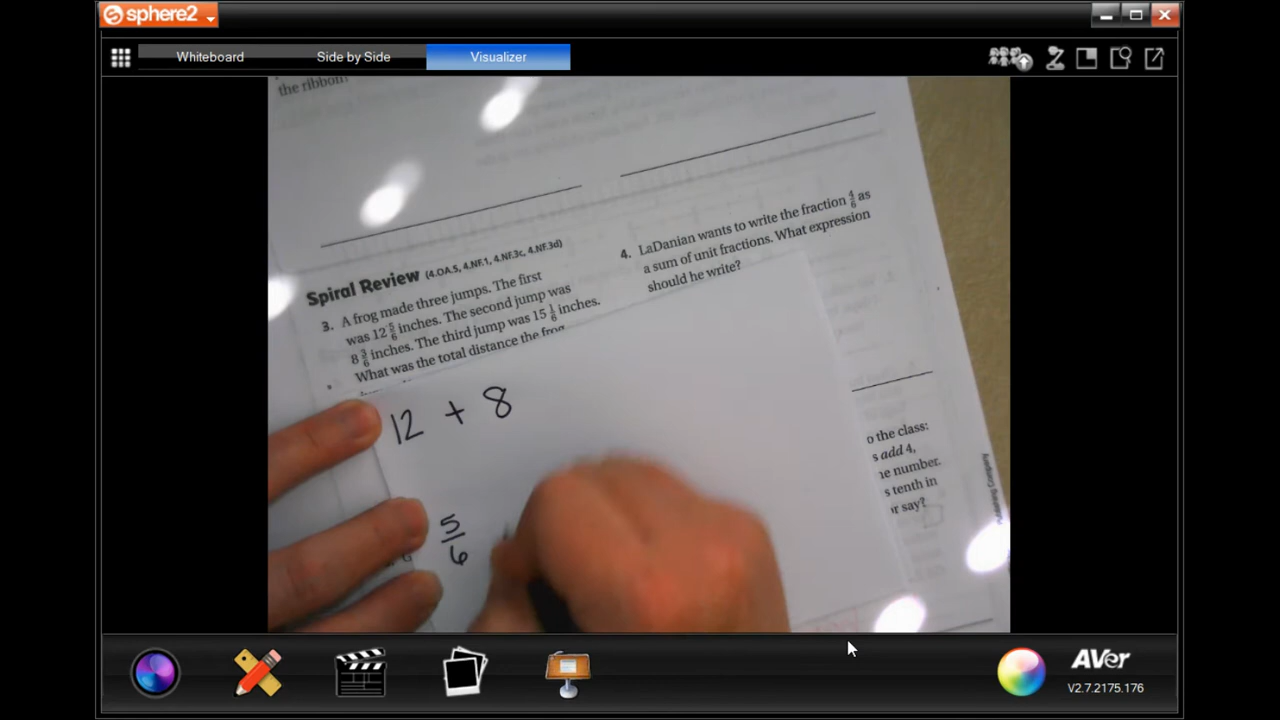 sphere2
Whiteboard Side by Side Visualizer
the ribbon
Spiral Review (4.OA.5, 4.NF.1, 4.NF.3c, 4.NF.3d)
3. A frog made three jumps. The first
was 12 5/6 inches. The second jump was
8 3/6 inches. The third jump was 15 1/6 inches.
What was the total distance the frog
4. LaDanian wants to write the fraction 4/6 as
a sum of unit fractions. What expression
should he write?
12 + 8
5/6
o the class:
s add 4,
ne number.
s tenth in
or say?
AVer
V2.7.2175.176